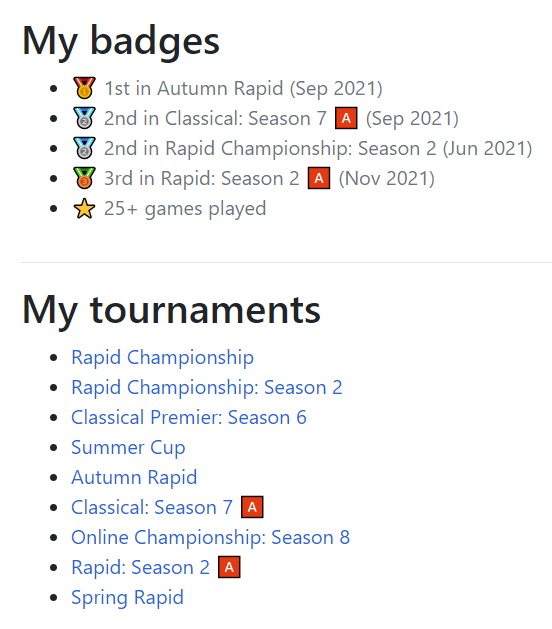 My badges
🥇 1st in Autumn Rapid (Sep 2021)
🥈 2nd in Classical: Season 7 🅰 (Sep 2021)
🥈 2nd in Rapid Championship: Season 2 (Jun 2021)
🥉 3rd in Rapid: Season 2 🅰 (Nov 2021)
⭐ 25+ games played
My tournaments
Rapid Championship
Rapid Championship: Season 2
Classical Premier: Season 6
Summer Cup
Autumn Rapid
Classical: Season 7 🅰
Online Championship: Season 8
Rapid: Season 2 🅰
Spring Rapid